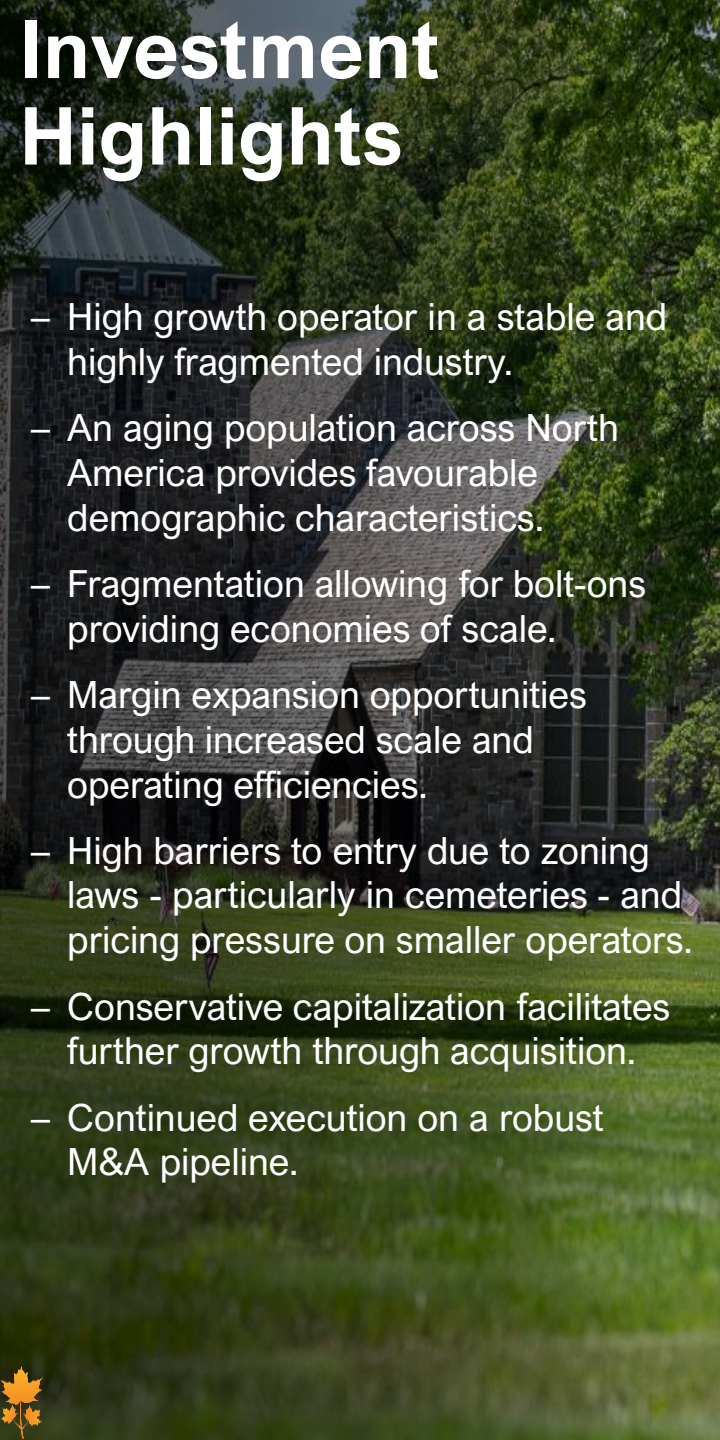 Investment
Highlights
– High growth operator in a stable and
highly fragmented industry.
– An aging population across North
America provides favourable
demographic characteristics.
– Fragmentation allowing for bolt-ons
providing economies of scale.
– Margin expansion opportunities
through increased scale and
operating efficiencies.
– High barriers to entry due to zoning
laws - particularly in cemeteries - and
pricing pressure on smaller operators.
– Conservative capitalization facilitates
further growth through acquisition.
– Continued execution on a robust
M&A pipeline.